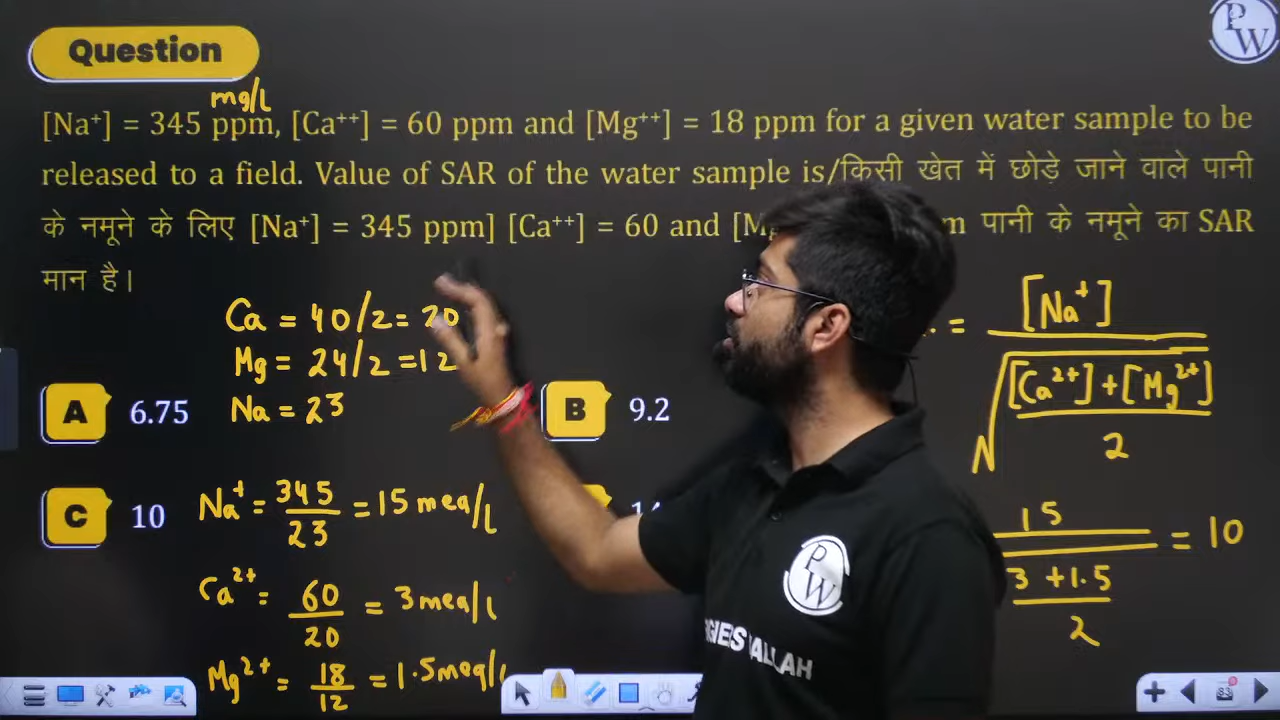 Question
PW
mg/l
[Na⁺] = 345 ppm, [Ca⁺⁺] = 60 ppm and [Mg⁺⁺] = 18 ppm for a given water sample to be
released to a field. Value of SAR of the water sample is/किसी खेत में छोड़े जाने वाले पानी
के नमूने के लिए [Na⁺] = 345 ppm] [Ca⁺⁺] = 60 and पानी के नमूने का SAR
मान है।
Ca = 40/2 = 20
Mg = 24/2 = 12
Na = 23
= [Na⁺]
[Ca²⁺] + [Mg²⁺]
2
A 6.75
B 9.2
C 10
Na⁺ = 345/23 = 15 meq/l
Ca²⁺ = 60/20 = 3 meq/l
Mg²⁺ = 18/12 = 1.5 meq/l
15
3 + 1.5
2
= 10
PW
83